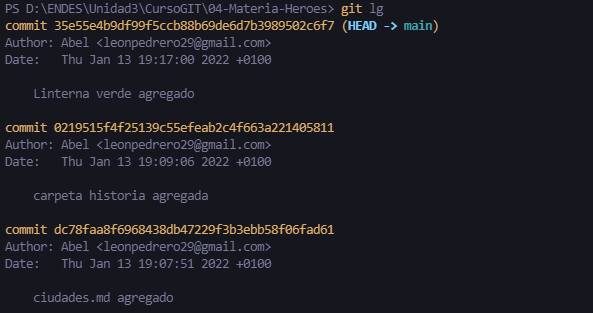 PS D:\ENDES\Unidad3\CursoGIT\04-Materia-Heroes> git lg
commit 35e55e4b9df99f5ccb88b69de6d7b3989502c6f7 (HEAD -> main)
Author: Abel <leonpedrero29@gmail.com>
Date:   Thu Jan 13 19:17:00 2022 +0100
Linterna verde agregado
commit 0219515f4f25139c55efeab2c4f663a221405811
Author: Abel <leonpedrero29@gmail.com>
Date:   Thu Jan 13 19:09:06 2022 +0100
carpeta historia agregada
commit dc78faa8f6968438db47229f3b3ebb58f06fad61
Author: Abel <leonpedrero29@gmail.com>
Date:   Thu Jan 13 19:07:51 2022 +0100
ciudades.md agregado